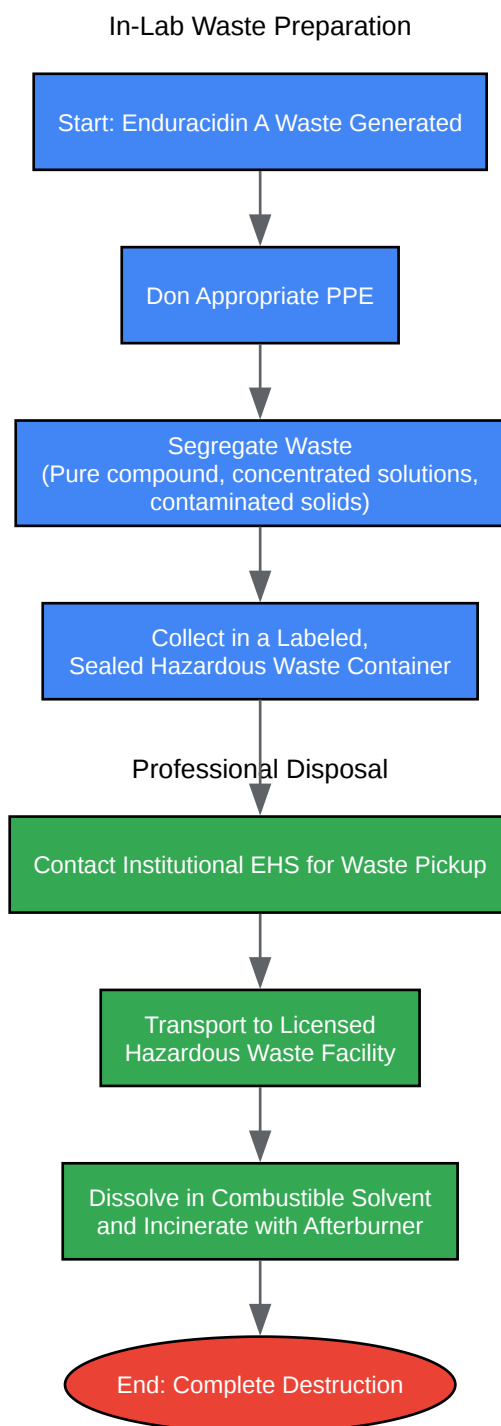 In-Lab Waste Preparation
Start: Enduracidin A Waste Generated
Don Appropriate PPE
Segregate Waste
(Pure compound, concentrated solutions,
contaminated solids)
Collect in a Labeled,
Sealed Hazardous Waste Container
Professional Disposal
Contact Institutional EHS for Waste Pickup
Transport to Licensed
Hazardous Waste Facility
Dissolve in Combustible Solvent
and Incinerate with Afterburner
End: Complete Destruction